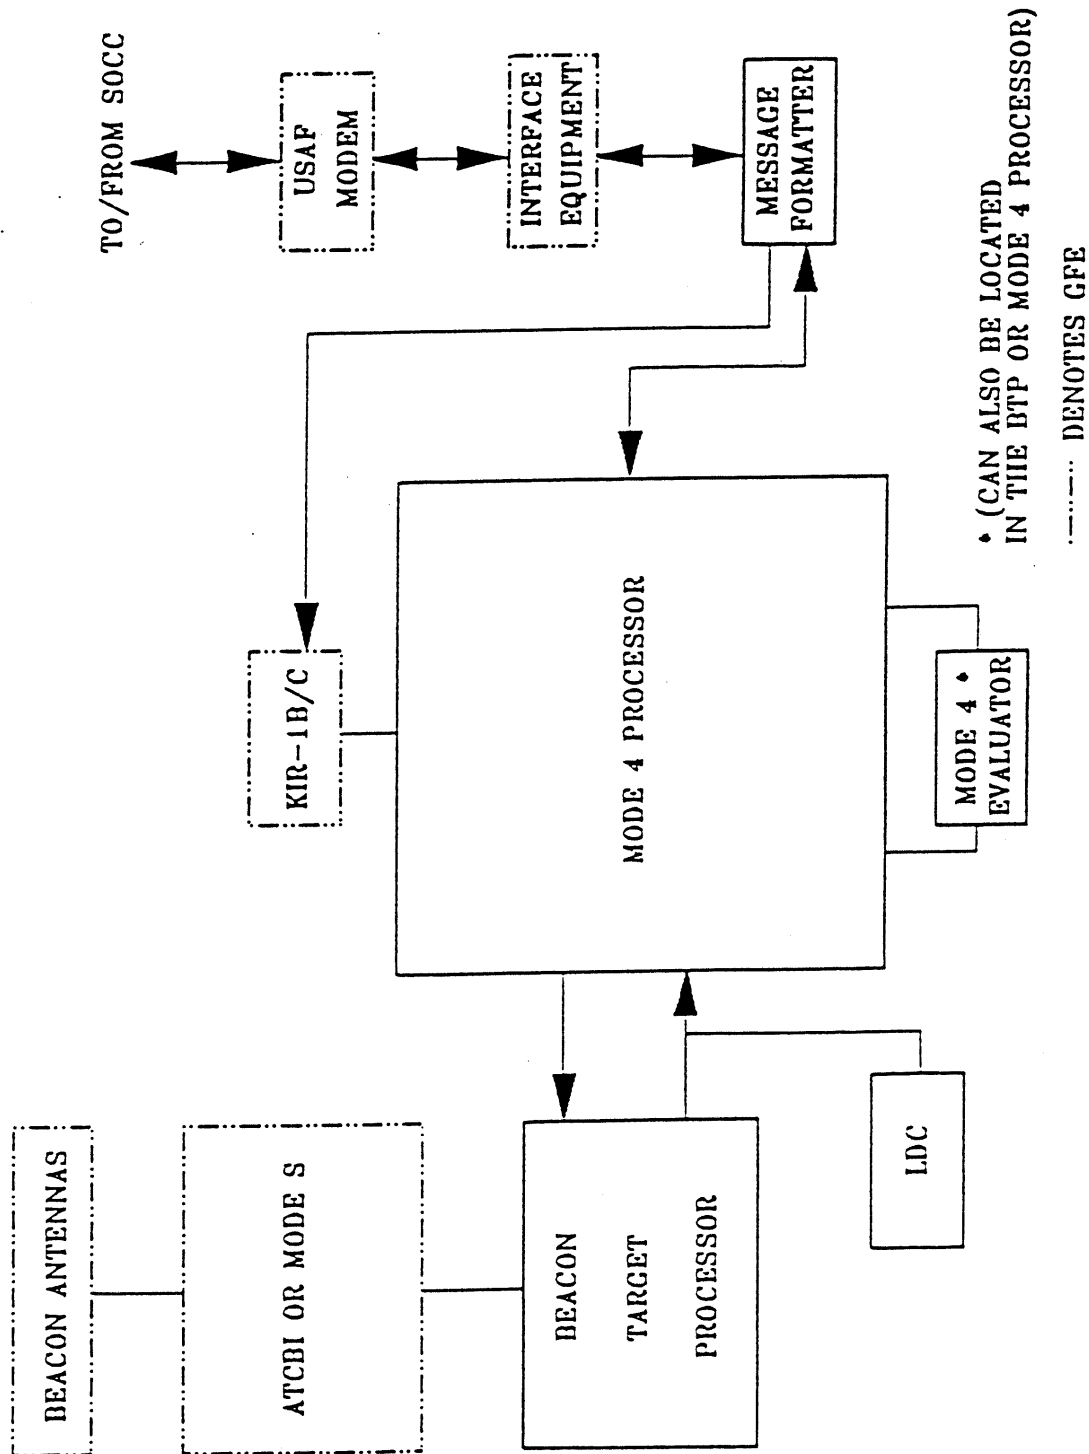 BEACON ANTENNAS
ATCBI OR MODE S
BEACON
TARGET
PROCESSOR
LDC
KIR-1B/C
MODE 4 PROCESSOR
MODE 4 *
EVALUATOR
TO/FROM SOCC
USAF
MODEM
INTERFACE
EQUIPMENT
MESSAGE
FORMATTER
* (CAN ALSO BE LOCATED
IN THE BTP OR MODE 4 PROCESSOR)
DENOTES GFE